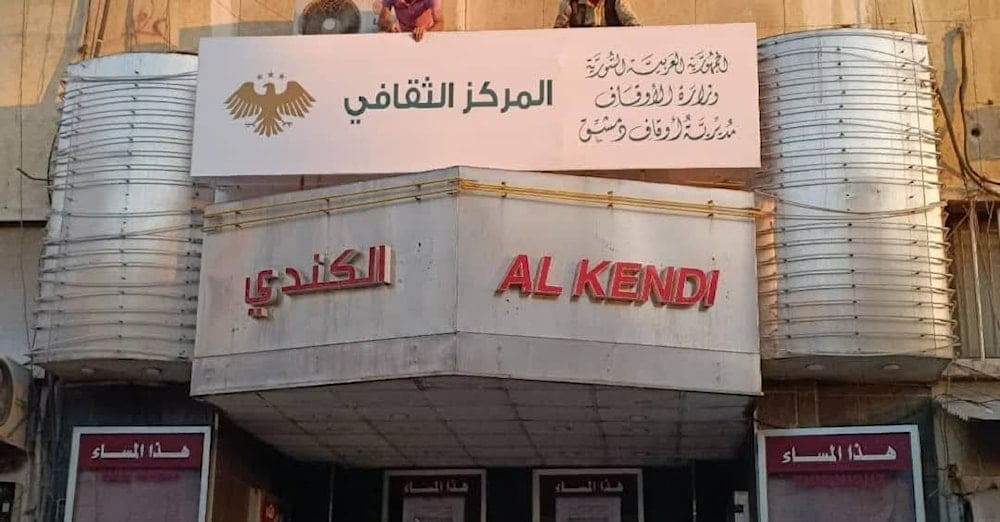 الجمهورية العربية السورية
وزارة الأوقاف
مديرية أوقاف دمشق
المركز الثقافي
الكندي
AL KENDI
هذا المساء
هذا المساء
هذا المساء
هذا المساء